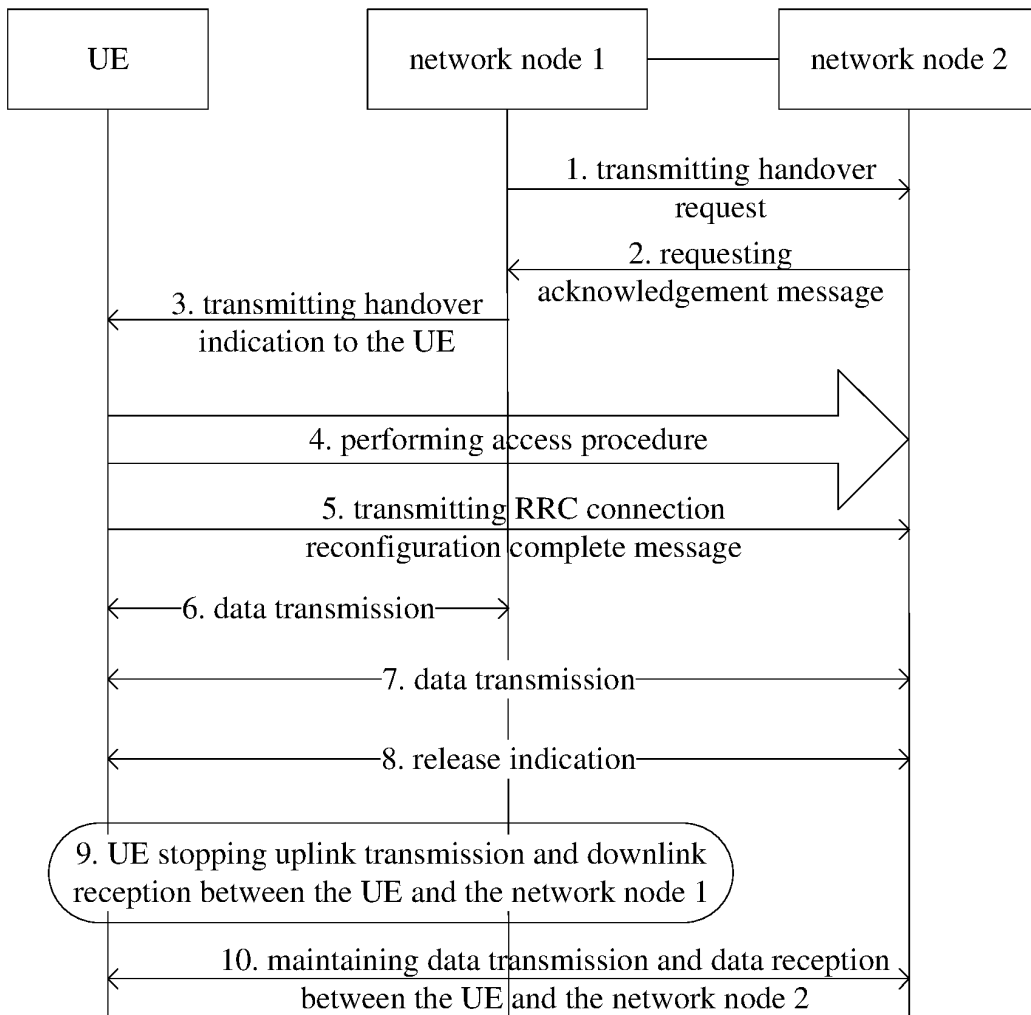 UE
network node 1
network node 2
1. transmitting handover
request
2. requesting
acknowledgement message
3. transmitting handover
indication to the UE
4. performing access procedure
5. transmitting RRC connection
reconfiguration complete message
6. data transmission
7. data transmission
8. release indication
9. UE stopping uplink transmission and downlink
reception between the UE and the network node 1
10. maintaining data transmission and data reception
between the UE and the network node 2